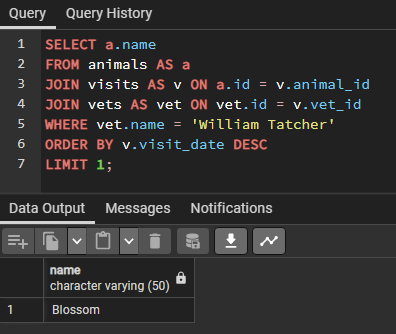 Query Query History
1 SELECT a.name
2 FROM animals AS a
3 JOIN visits AS v ON a.id = v.animal_id
4 JOIN vets AS vet ON vet.id = v.vet_id
5 WHERE vet.name = 'William Tatcher'
6 ORDER BY v.visit_date DESC
7 LIMIT 1;
Data Output Messages Notifications
name
character varying (50)
1 Blossom